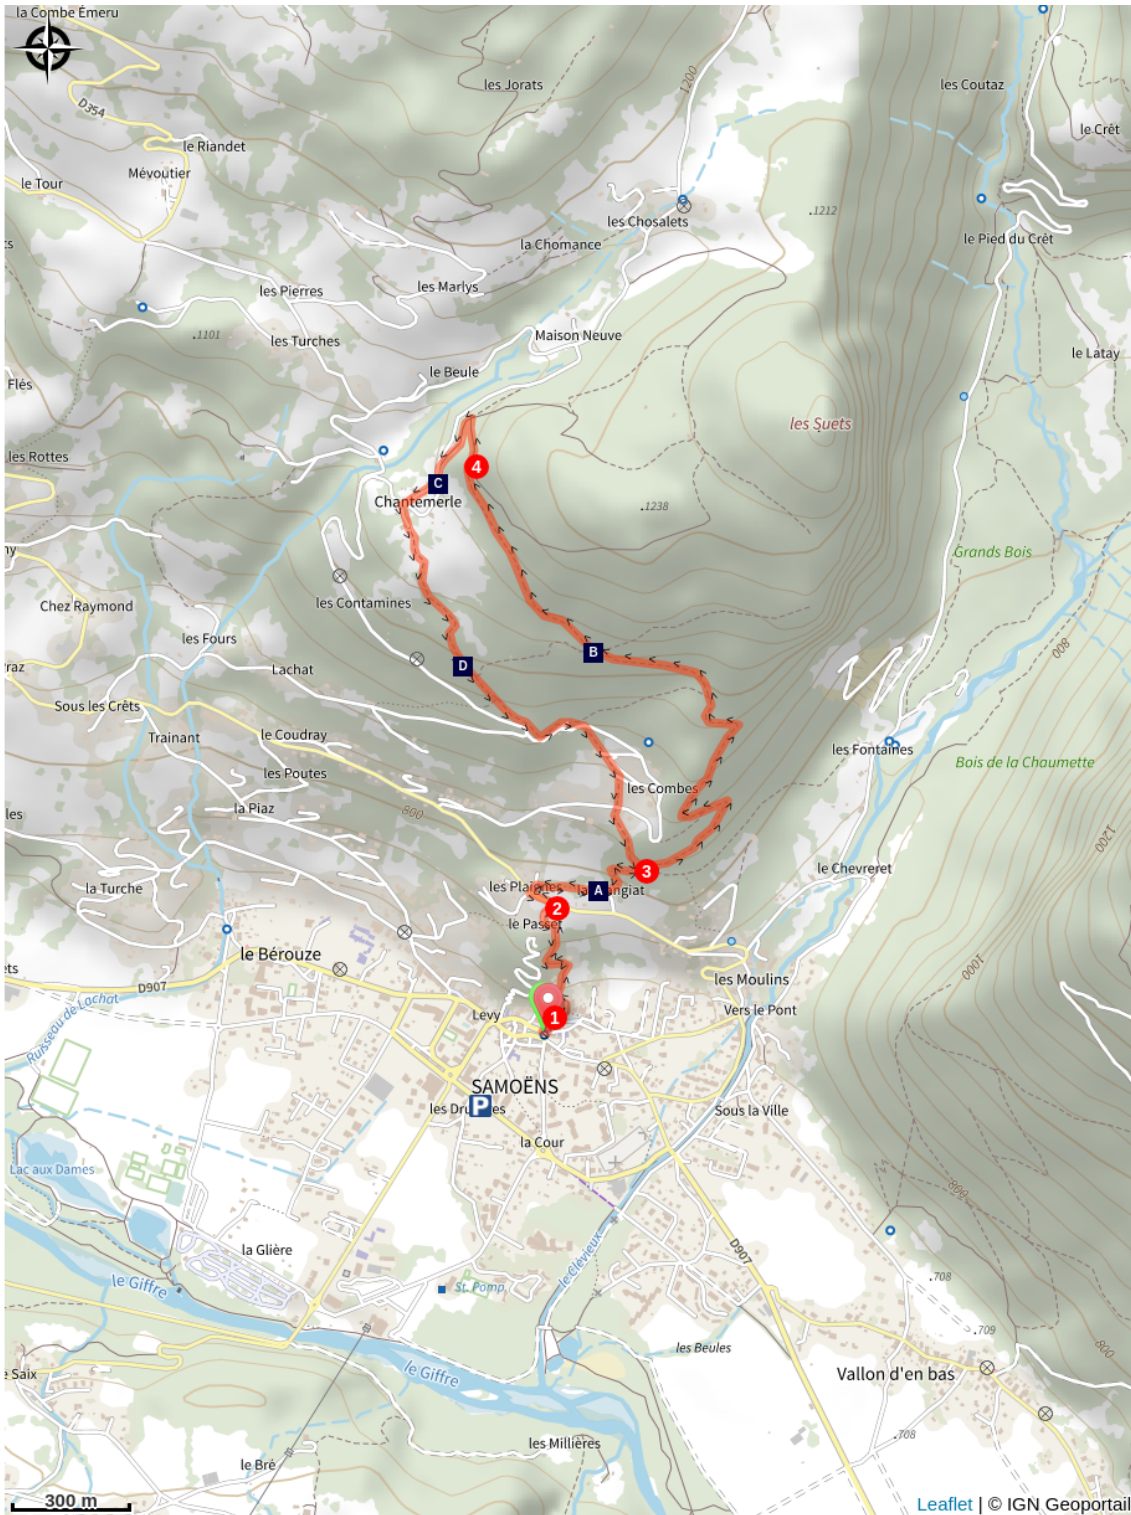 la Combe Émeru
les Jorats
1200
les Coutaz
D354
le Crêt
le Riandet
Mévoutier
le Tour
.1212
les Chosalets
le Pied du Crêt
la Chomance
les Marlys
les Pierres
.1101
les Turches
Maison Neuve
le Latay
le Beule
Flés
les Suets
les Rottes
4
C
Chantemerle
.1238
Grands Bois
les Contamines
Chez Raymond
les Fours
800
B
D
Lachat
Sous les Crêts
Trainant
le Coudray
les Fontaines
Bois de la Chaumette
les Poutes
les Combes
la Piaz
800
1200
les
le Chevreret
3
la Turche
les Plaignes
A
2
le Passet
le Bérouze
1000
ets
les Moulins
D907
Vers le Pont
Levy
1
Ruisseau de Lachat
SAMOËNS
P
Sous la Ville
la Cour
Lac aux Dames
800
la Glière
D907
le Clévieux
le Giffre
St. Pomp
.708
.709
les Beules
800
e Saix
le Giffre
Vallon d'en bas
.708
les Millières
le Bré
300 m
Leaflet | © IGN Geoportail